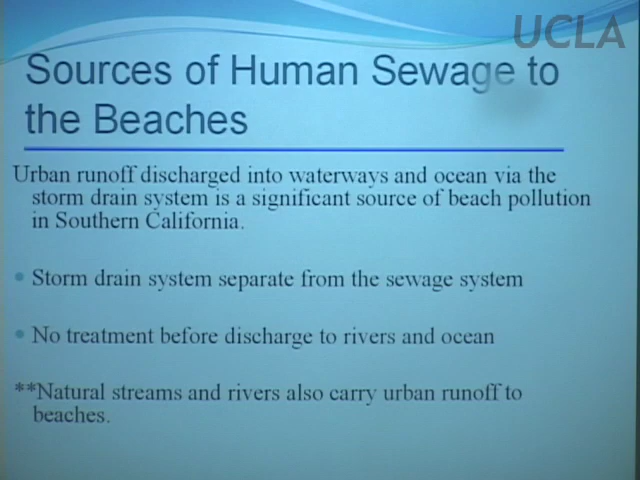 UCLA
Sources of Human Sewage to
the Beaches
Urban runoff discharged into waterways and ocean via the
storm drain system is a significant source of beach pollution
in Southern California.
• Storm drain system separate from the sewage system
• No treatment before discharge to rivers and ocean
**Natural streams and rivers also carry urban runoff to
beaches.